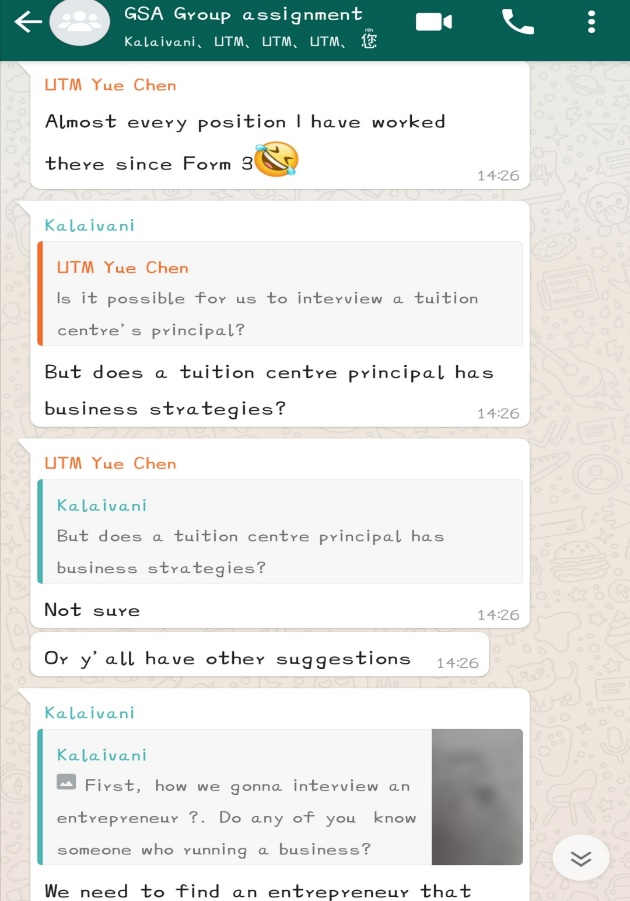 GSA Group assignment
Kalaivani、UTM、UTM、UTM、您
nín
UTM Yue Chen
Almost every position I have worked
there since Form 3🤣
14:26
Kalaivani
UTM Yue Chen
Is it possible for us to interview a tuition
centre's principal?
But does a tuition centre principal has
business strategies?
14:26
UTM Yue Chen
Kalaivani
But does a tuition centre principal has
business strategies?
Not sure
14:26
Or y'all have other suggestions
14:26
Kalaivani
Kalaivani
First, how we gonna interview an
entrepreneur ?. Do any of you know
someone who running a business?
We need to find an entrepreneur that